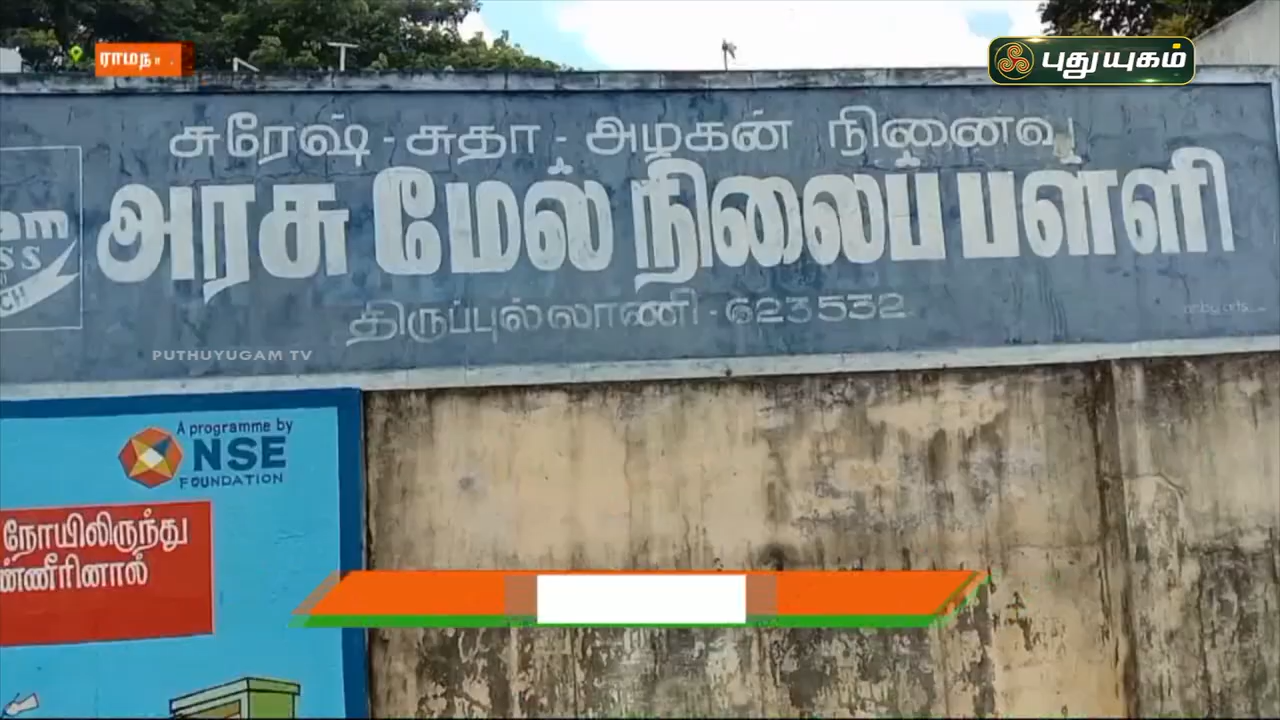 ராமந
புதுயுகம்
சுரேஷ் - சுதா - அழகன் நினைவு
அரசு மேல் நிலைப் பள்ளி
திருப்புல்லாணி - 623532
PUTHUYUGAM TV
A programme by
NSE
FOUNDATION
நோயிலிருந்து
ண்ணீரினால்